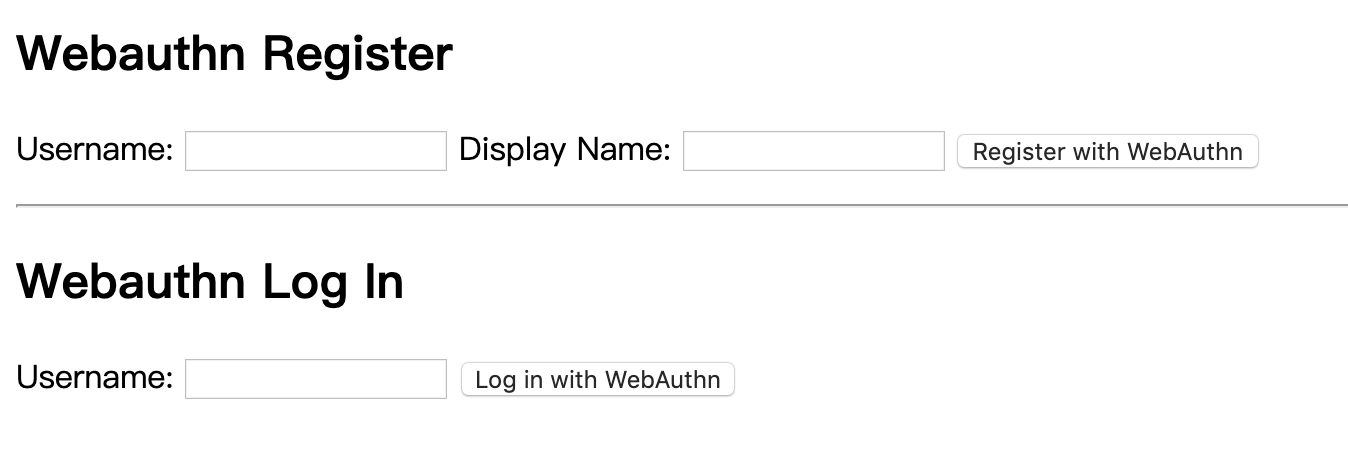 Webauthn Register
Username: Display Name: Register with WebAuthn
Webauthn Log In
Username: Log in with WebAuthn